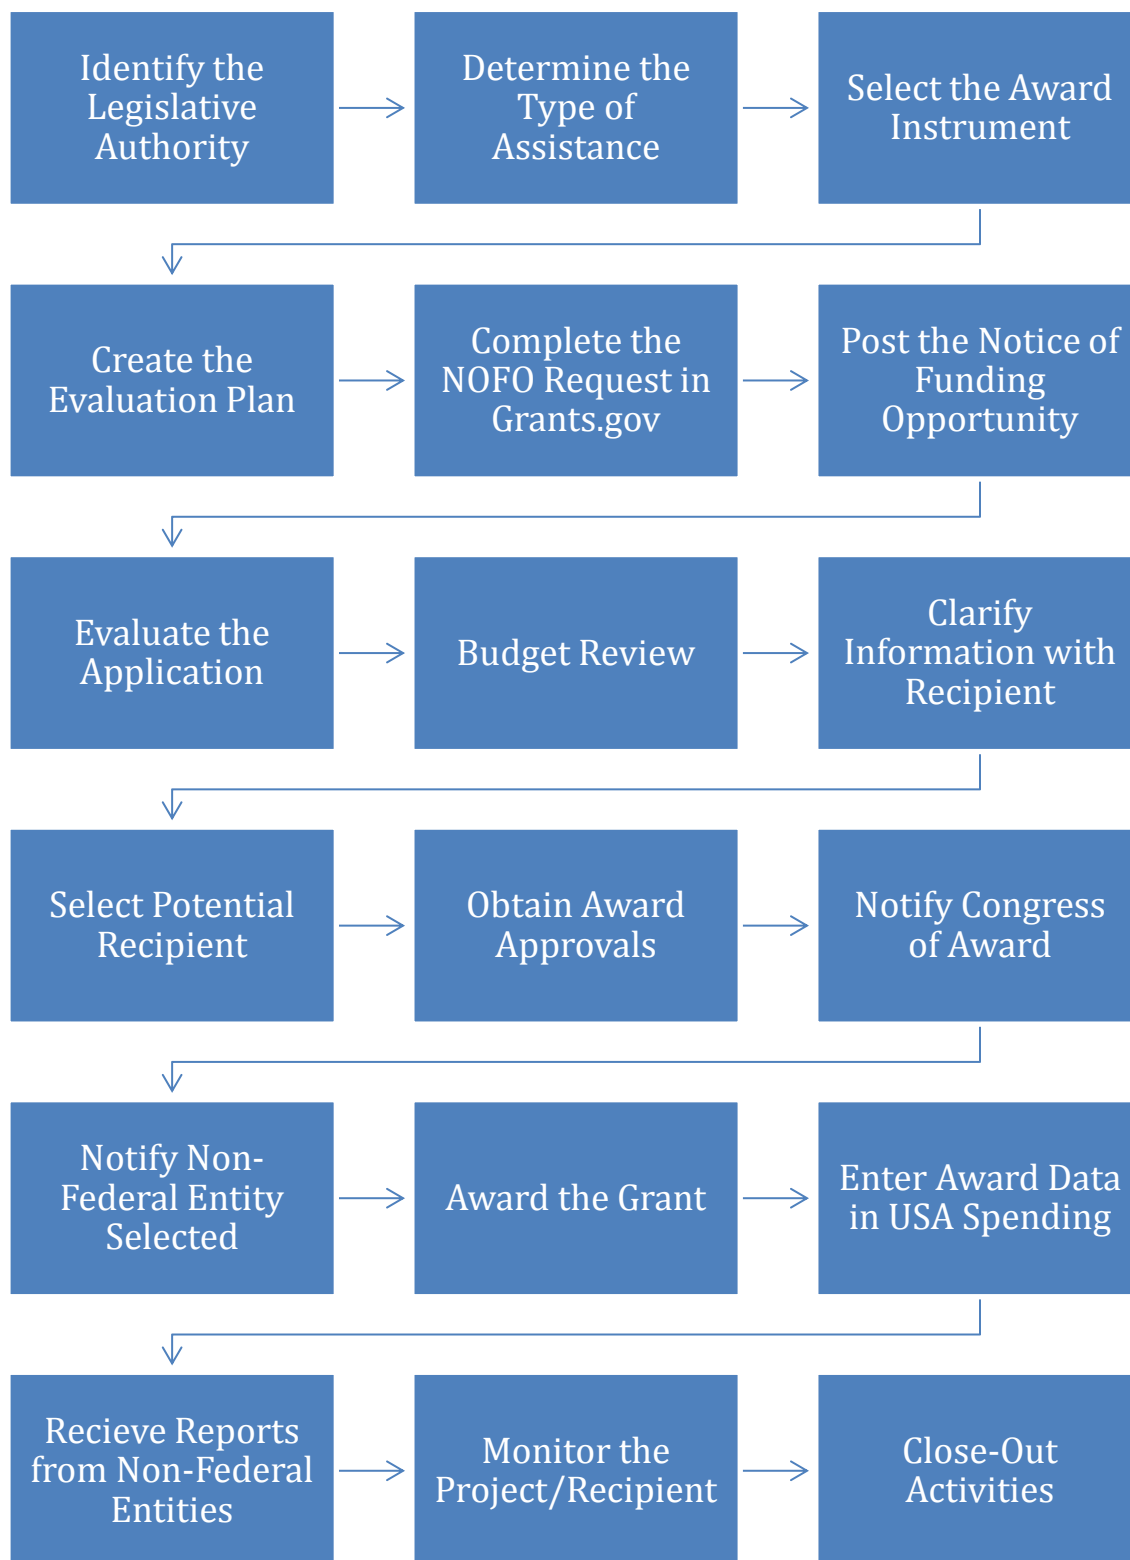 Identify the
Legislative
Authority
Determine the
Type of
Assistance
Select the Award
Instrument
Create the
Evaluation Plan
Complete the
NOFO Request in
Grants.gov
Post the Notice of
Funding
Opportunity
Evaluate the
Application
Budget Review
Clarify
Information with
Recipient
Select Potential
Recipient
Obtain Award
Approvals
Notify Congress
of Award
Notify Non-
Federal Entity
Selected
Award the Grant
Enter Award Data
in USA Spending
Recieve Reports
from Non-Federal
Entities
Monitor the
Project/Recipient
Close-Out
Activities